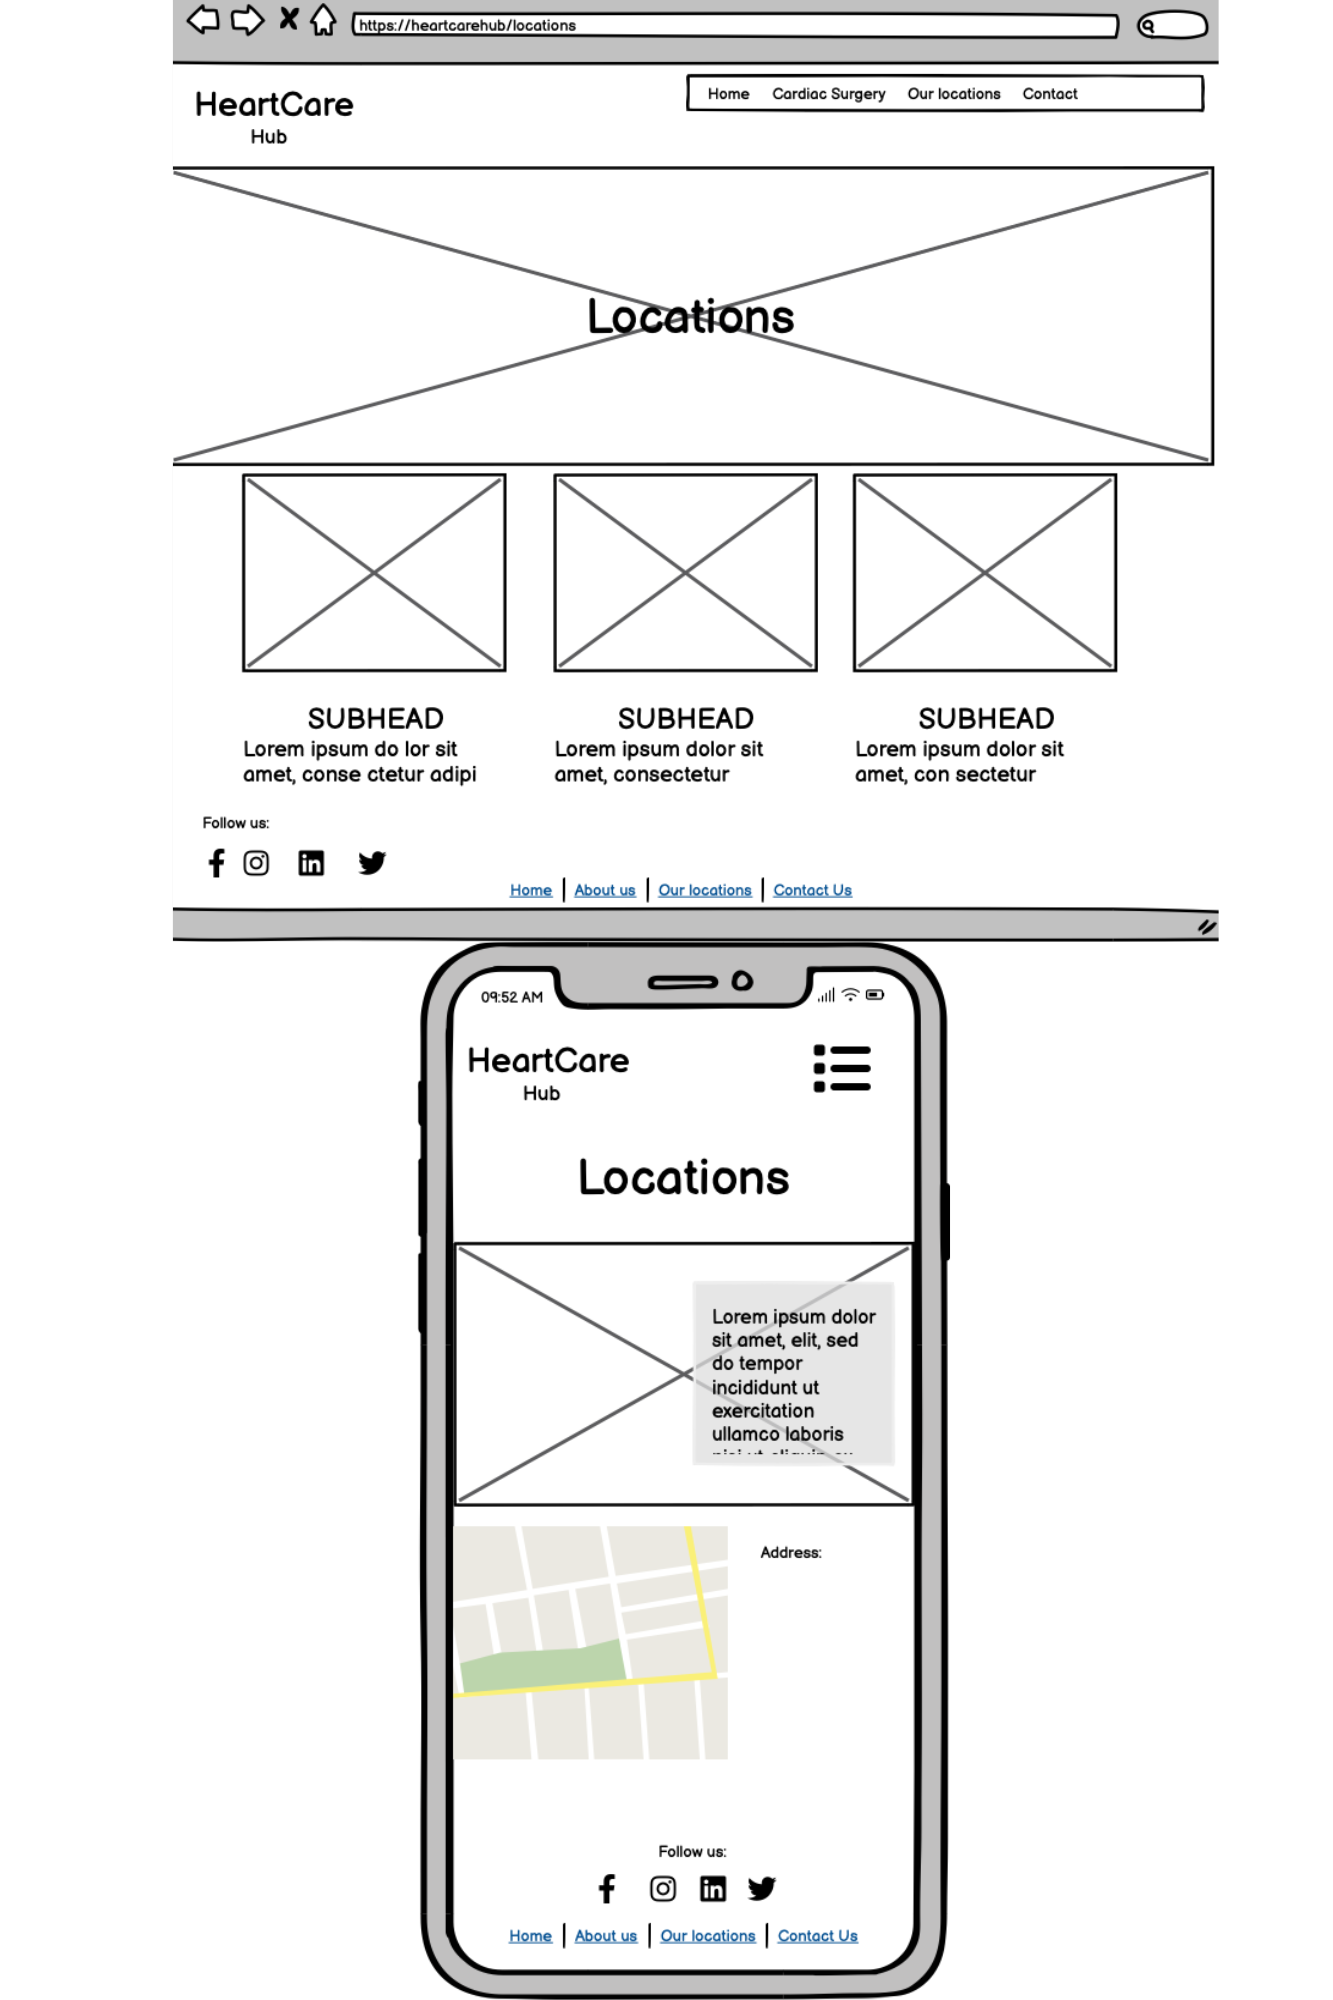 https://heartcarehub/locations
HeartCare
Hub
Home Cardiac Surgery Our locations Contact
Locations
SUBHEAD
Lorem ipsum do lor sit
amet, conse ctetur adipi
SUBHEAD
Lorem ipsum dolor sit
amet, consectetur
SUBHEAD
Lorem ipsum dolor sit
amet, con sectetur
Follow us:
Home | About us | Our locations | Contact Us
09:52 AM
HeartCare
Hub
Locations
Lorem ipsum dolor
sit amet, elit, sed
do tempor
incididunt ut
exercitation
ullamco laboris
Address:
Follow us:
Home | About us | Our locations | Contact Us